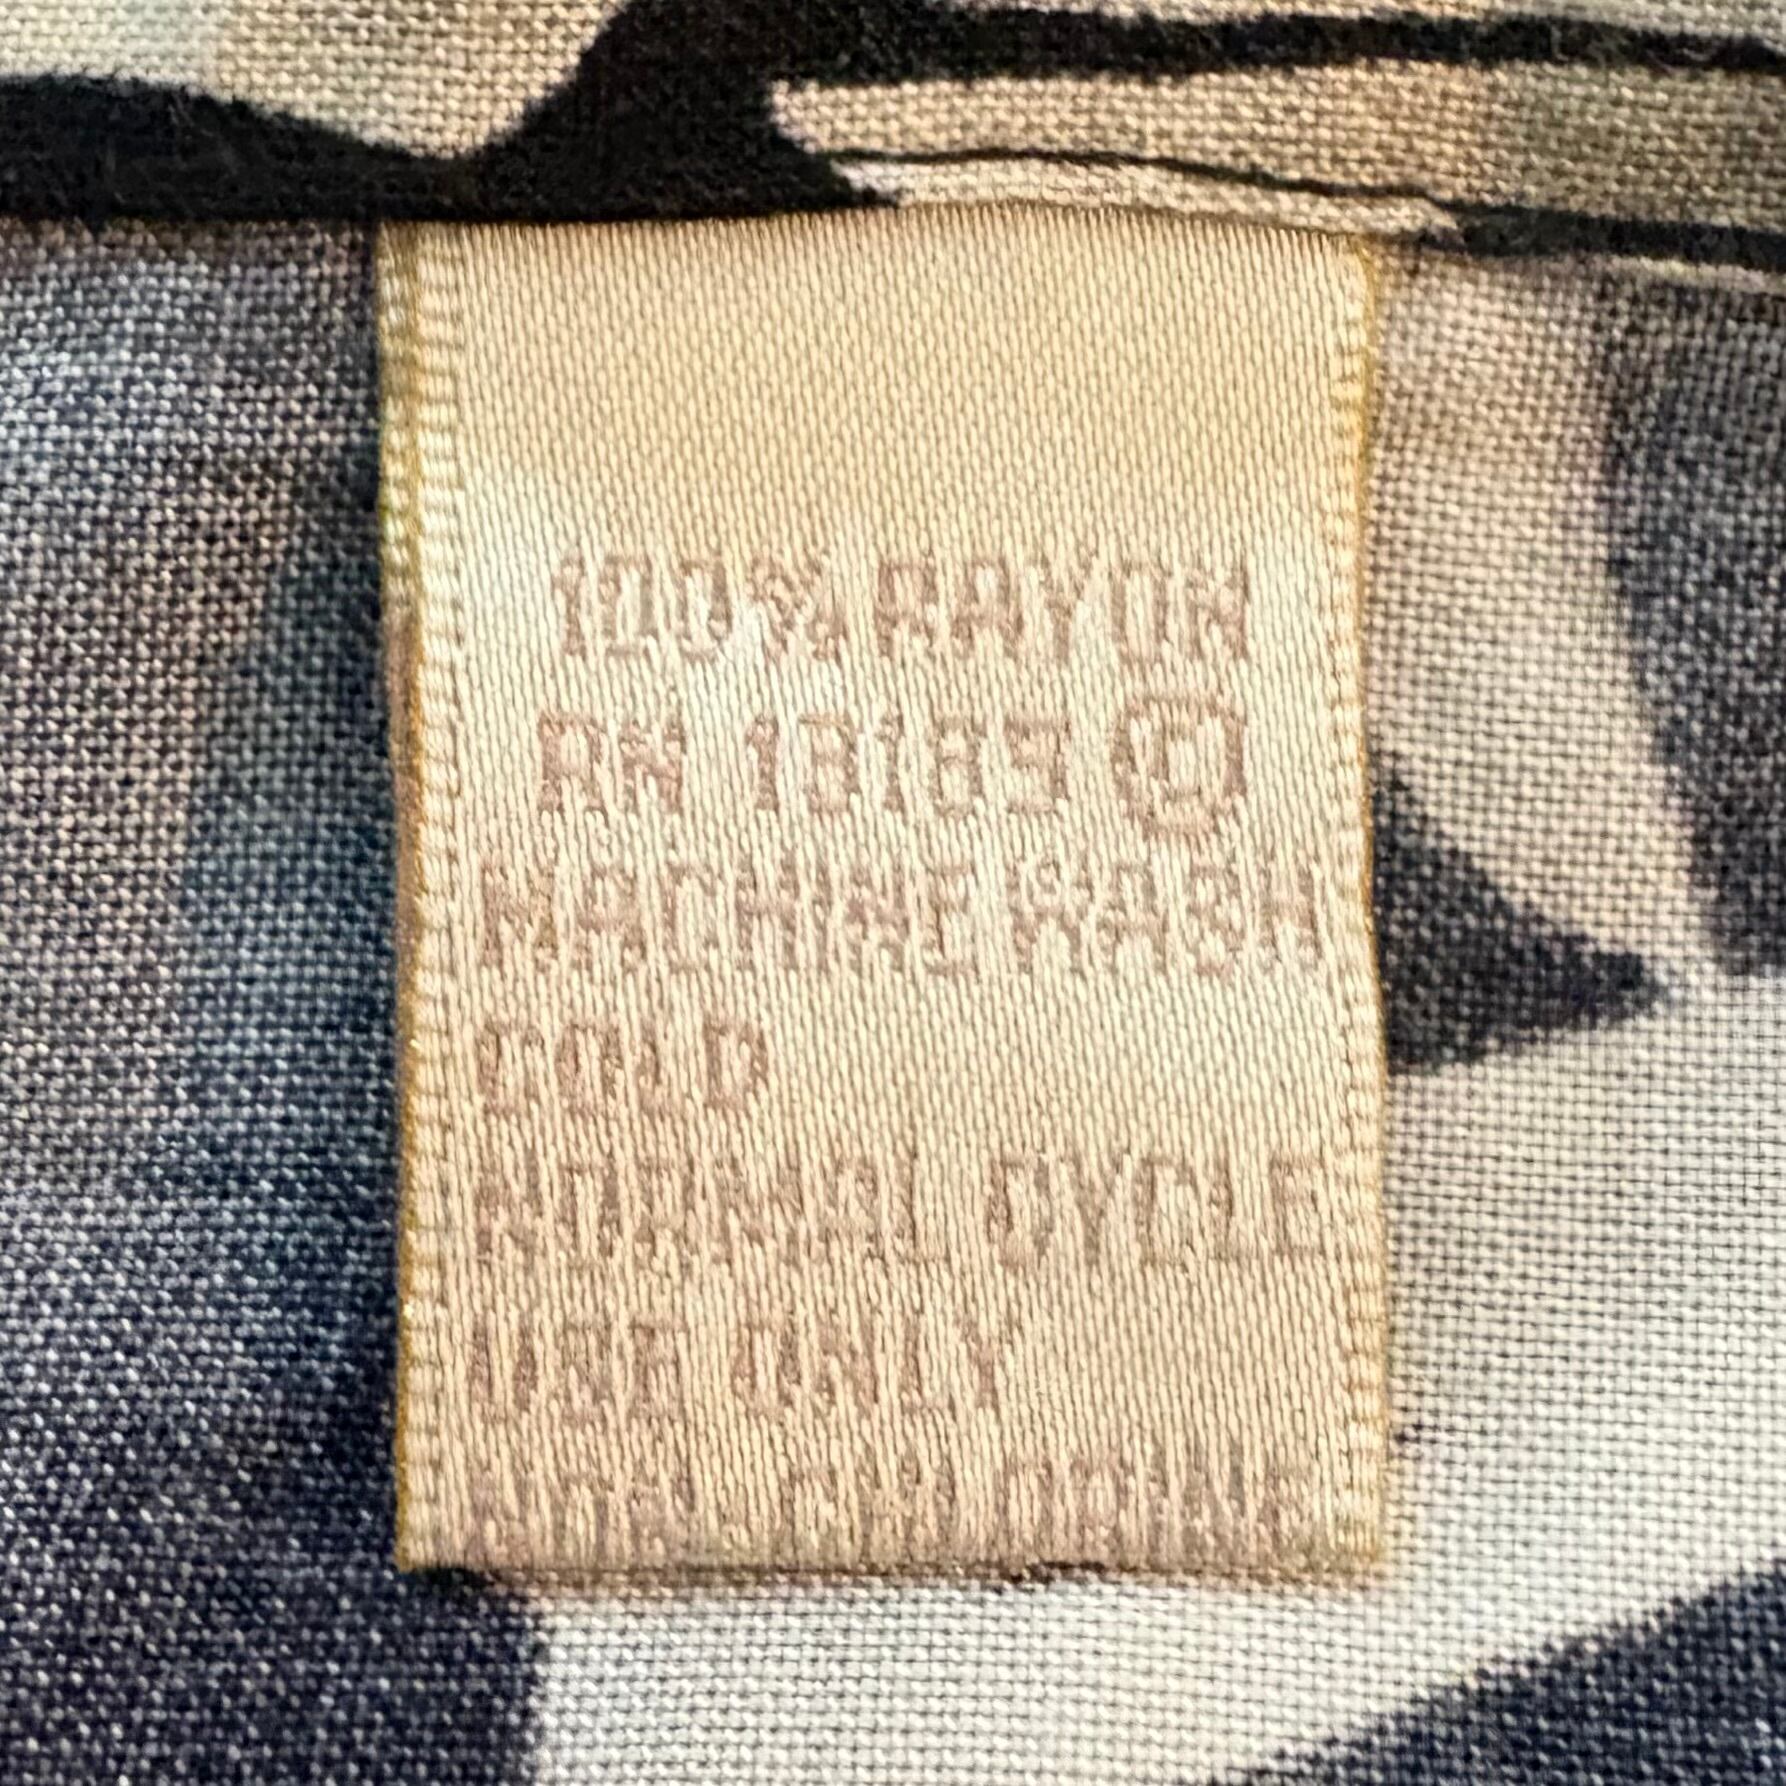 100% RAYON
RN
MACHINE WASH
COLD
NORMAL CYCLE
USE ONLY